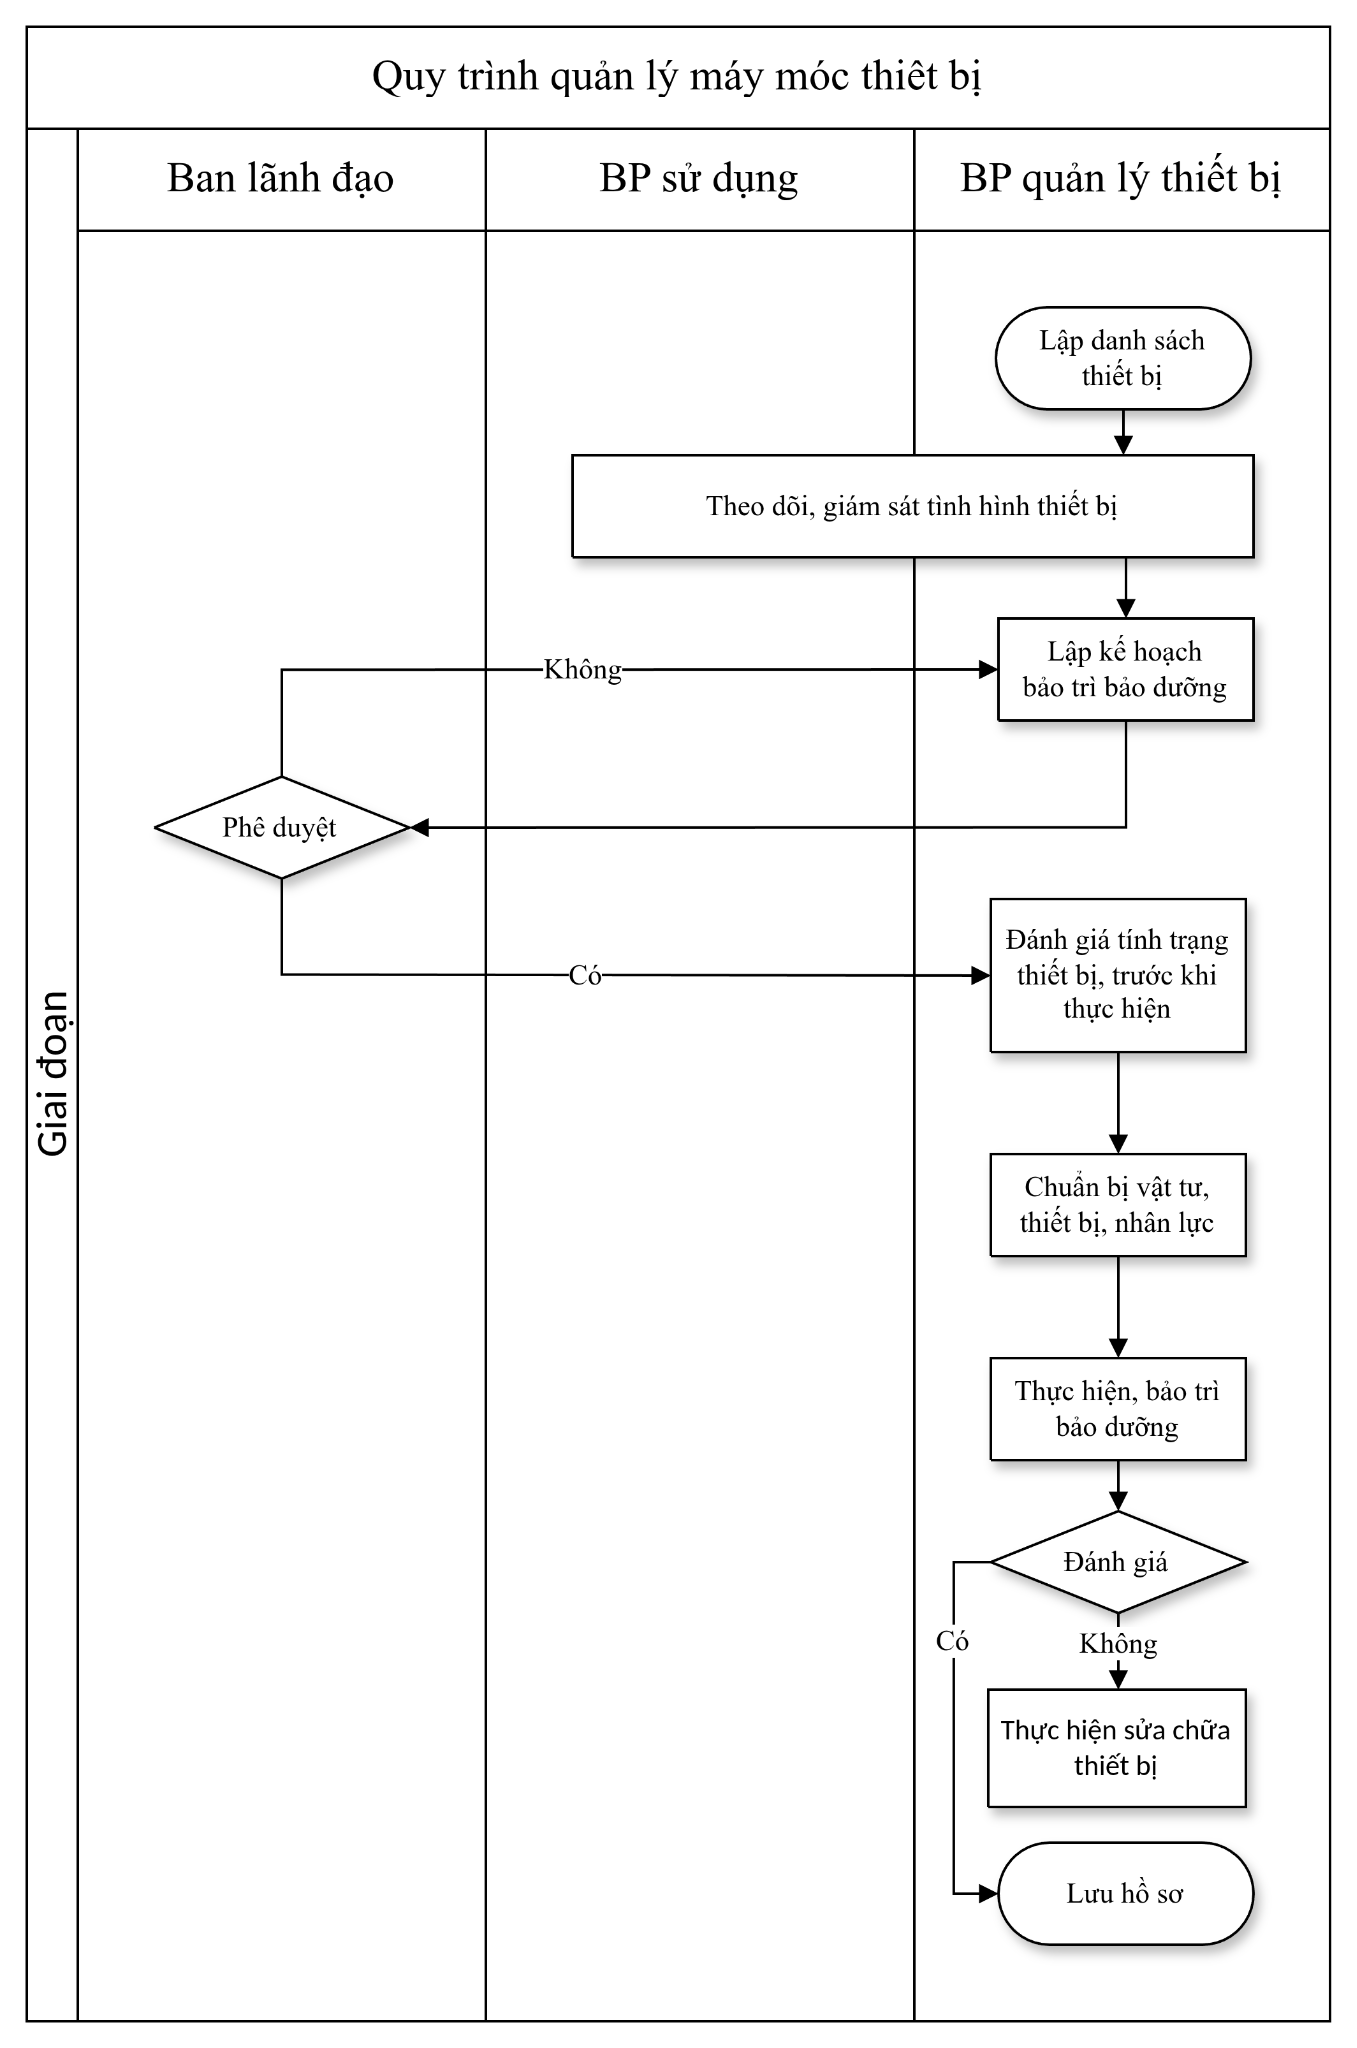 Quy trình quản lý máy móc thiêt bị
Ban lãnh đạo
BP sử dụng
BP quản lý thiết bị
Giai đoạn
Lập danh sách
thiết bị
Theo dõi, giám sát tình hình thiết bị
Lập kế hoạch
bảo trì bảo dưỡng
Không
Phê duyệt
Có
Đánh giá tính trạng
thiết bị, trước khi
thực hiện
Chuẩn bị vật tư,
thiết bị, nhân lực
Thực hiện, bảo trì
bảo dưỡng
Đánh giá
Có
Không
Thực hiện sửa chữa
thiết bị
Lưu hồ sơ